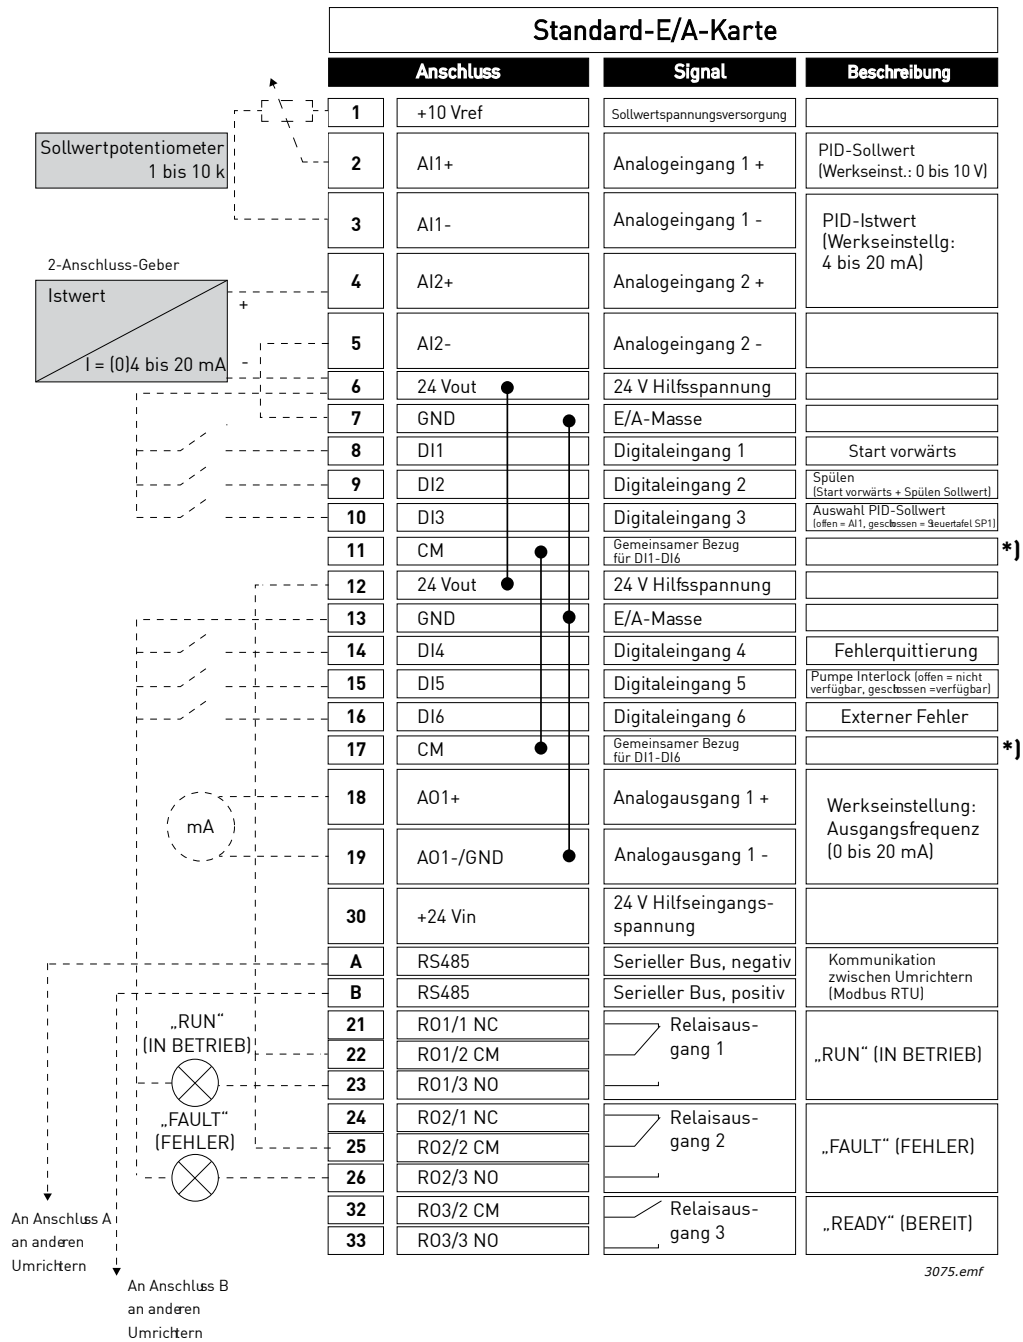 Standard-E/A-Karte
Anschluss Signal Beschreibung
1 +10 Vref Sollwertspannungsversorgung
Sollwertpotentiometer
1 bis 10 k
2 AI1+ Analogeingang 1 + PID-Sollwert
(Werkseinst.: 0 bis 10 V)
3 AI1- Analogeingang 1 - PID-Istwert
(Werkseinstellg:
4 bis 20 mA)
2-Anschluss-Geber
Istwert
+
I = (0)4 bis 20 mA
-
4 AI2+ Analogeingang 2 +
5 AI2- Analogeingang 2 -
6 24 Vout 24 V Hilfsspannung
7 GND E/A-Masse
8 DI1 Digitaleingang 1 Start vorwärts
9 DI2 Digitaleingang 2 Spülen
(Start vorwärts + Spülen Sollwert)
10 DI3 Digitaleingang 3 Auswahl PID-Sollwert
(offen = AI1, geschlossen = Steuertafel SP1)
11 CM Gemeinsamer Bezug
für DI1-DI6
*)
12 24 Vout 24 V Hilfsspannung
13 GND E/A-Masse
14 DI4 Digitaleingang 4 Fehlerquittierung
15 DI5 Digitaleingang 5 Pumpe Interlock (offen = nicht
verfügbar, geschlossen =verfügbar)
16 DI6 Digitaleingang 6 Externer Fehler
17 CM Gemeinsamer Bezug
für DI1-DI6
*)
mA
18 AO1+ Analogausgang 1 + Werkseinstellung:
Ausgangsfrequenz
(0 bis 20 mA)
19 AO1-/GND Analogausgang 1 -
30 +24 Vin 24 V Hilfseingangs-
spannung
A RS485 Serieller Bus, negativ Kommunikation
zwischen Umrichtern
(Modbus RTU)
B RS485 Serieller Bus, positiv
„RUN“
(IN BETRIEB)
21 RO1/1 NC Relaisaus-
gang 1
22 RO1/2 CM „RUN“ (IN BETRIEB)
23 RO1/3 NO
„FAULT“
(FEHLER)
24 RO2/1 NC Relaisaus-
gang 2
25 RO2/2 CM „FAULT“ (FEHLER)
26 RO2/3 NO
32 RO3/2 CM Relaisaus-
gang 3
„READY“ (BEREIT)
33 RO3/3 NO
An Anschluss A
an anderen
Umrichtern
An Anschluss B
an anderen
Umrichtern
3075.emf